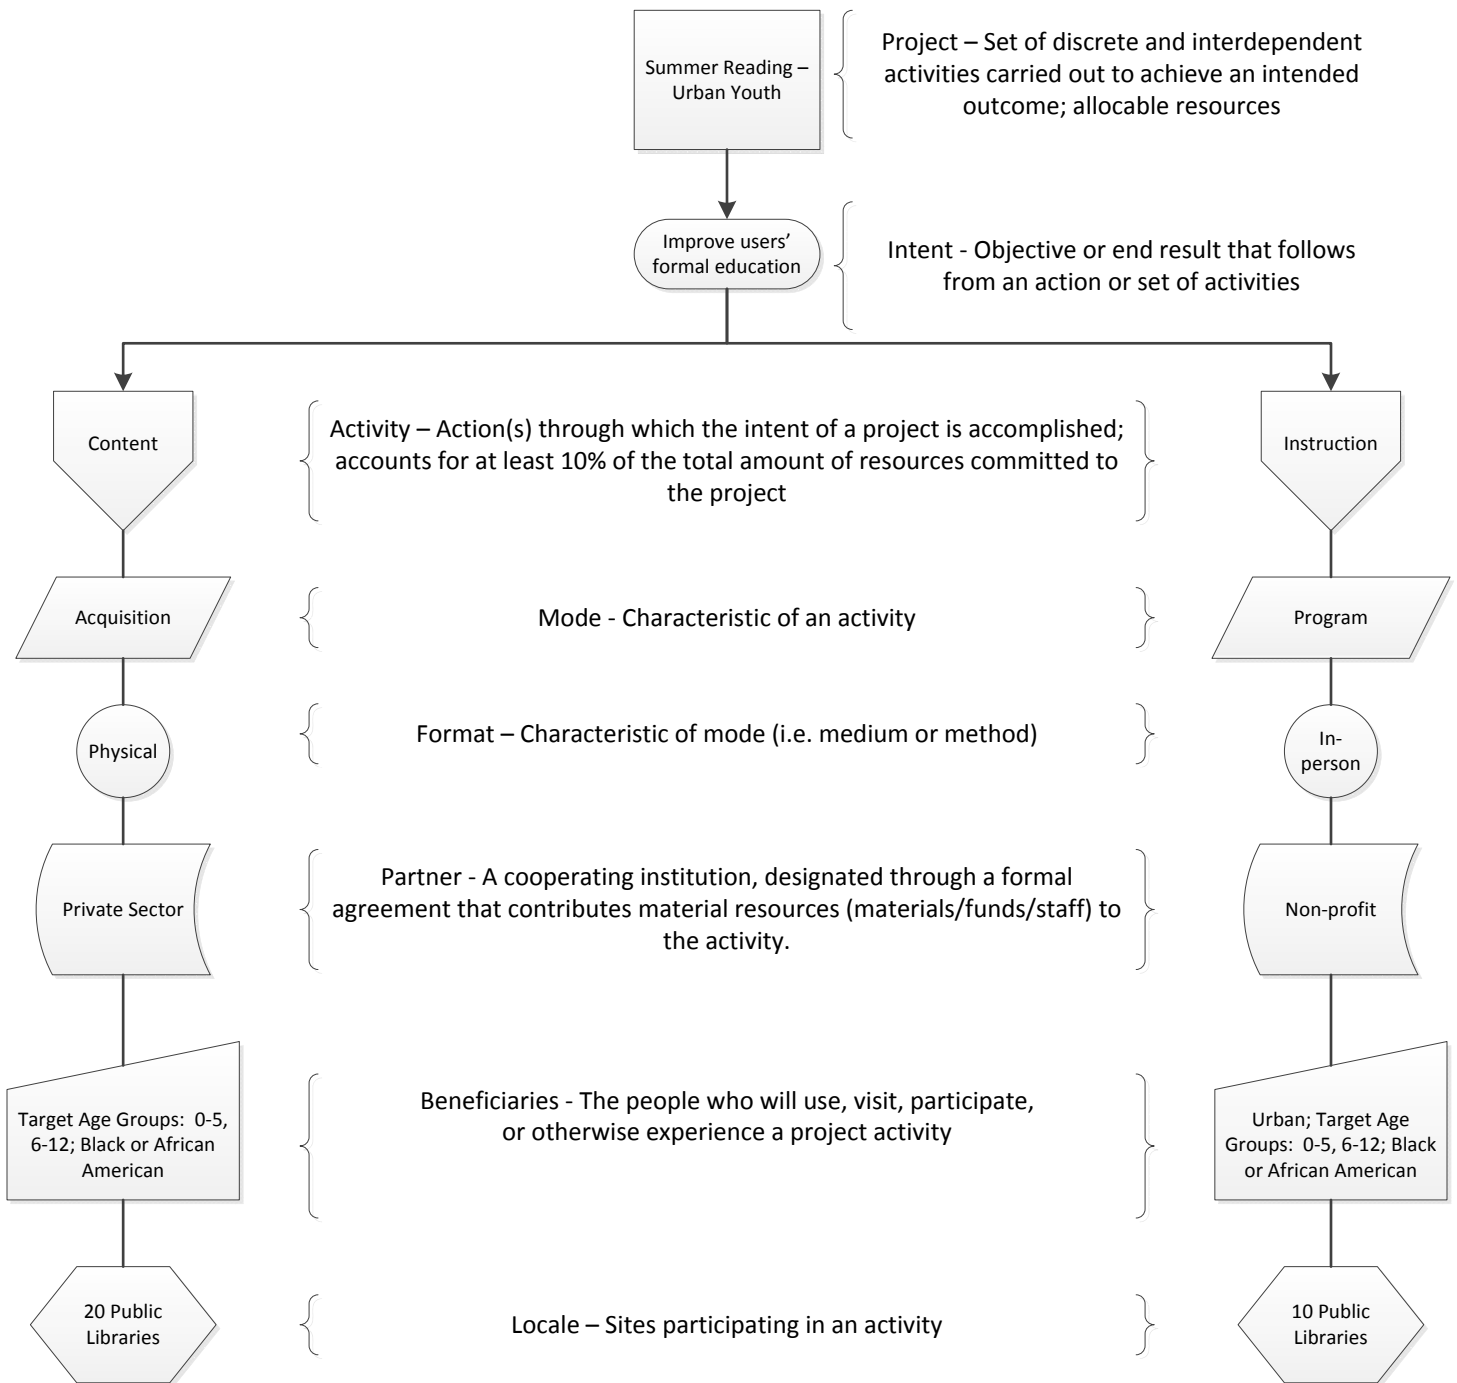 Summer Reading –
Urban Youth
Project – Set of discrete and interdependent
activities carried out to achieve an intended
outcome; allocable resources
Improve users’
formal education
Intent - Objective or end result that follows
from an action or set of activities
Content
Activity – Action(s) through which the intent of a project is accomplished;
accounts for at least 10% of the total amount of resources committed to
the project
Instruction
Acquisition
Mode - Characteristic of an activity
Program
Physical
Format – Characteristic of mode (i.e. medium or method)
In-
person
Private Sector
Partner - A cooperating institution, designated through a formal
agreement that contributes material resources (materials/funds/staff) to
the activity.
Non-profit
Target Age Groups:  0-5,
6-12; Black or African
American
Beneficiaries - The people who will use, visit, participate,
or otherwise experience a project activity
Urban; Target Age
Groups:  0-5, 6-12; Black
or African American
20 Public
Libraries
Locale – Sites participating in an activity
10 Public
Libraries